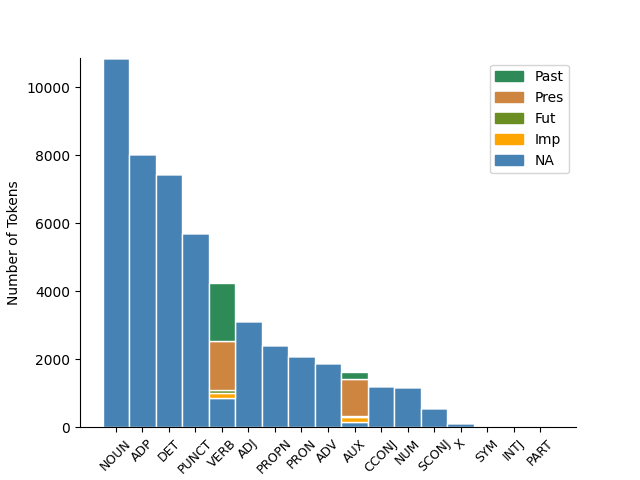 Past
Pres
Fut
Imp
NA
Number of Tokens
10000
8000
6000
4000
2000
0
NOUN
ADP
DET
PUNCT
VERB
ADJ
PROPN
PRON
ADV
AUX
CCONJ
NUM
SCONJ
X
SYM
INTJ
PART